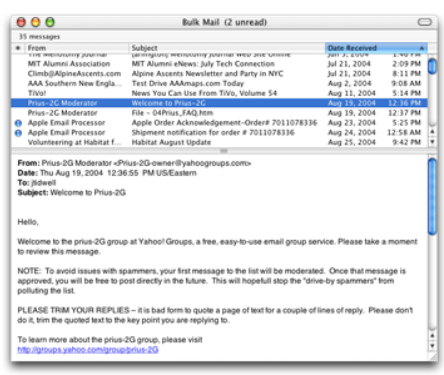 Bulk Mail (2 unread)
35 messages
From Subject Date Received
MIT Alumni Association MIT Alumni eNews: July Tech Connection Jul 21, 2004 2:09 PM
Climb@AlpineAscents.com Alpine Ascents Newsletter and Party in NYC Jul 21, 2004 8:11 PM
AAA Southern New Engla... Test Drive AAAmaps.com Today Aug 2, 2004 9:08 AM
TiVo! News You Can Use From TiVo, Volume 54 Aug 11, 2004 5:14 PM
Prius-2G Moderator Welcome to Prius-2G Aug 19, 2004 12:36 PM
Prius-2G Moderator File - 04Prius_FAQ.htm Aug 19, 2004 12:37 PM
Apple Email Processor Apple Order Acknowledgement-Order# 7011078336 Aug 23, 2004 5:25 PM
Apple Email Processor Shipment notification for order # 7011078336 Aug 24, 2004 12:58 AM
Volunteering at Habitat f... Habitat August Update Aug 25, 2004 9:42 PM
From: Prius-2G Moderator <Prius-2G-owner@yahoogroups.com>
Date: Thu Aug 19, 2004 12:36:55 PM US/Eastern
To: jtidwell
Subject: Welcome to Prius-2G
Hello,
Welcome to the prius-2G group at Yahoo! Groups, a free, easy-to-use email group service. Please take a moment
to review this message.
NOTE: To avoid issues with spammers, your first message to the list will be moderated. Once that message is
approved, you will be free to post directly in the future. This will hopefull stop the "drive-by spammers" from
polluting the list.
PLEASE TRIM YOUR REPLIES – it is bad form to quote a page of text for a couple of lines of reply. Please don't
do it, trim the quoted text to the key point you are replying to.
To learn more about the prius-2G group, please visit
http://groups.yahoo.com/group/prius-2G